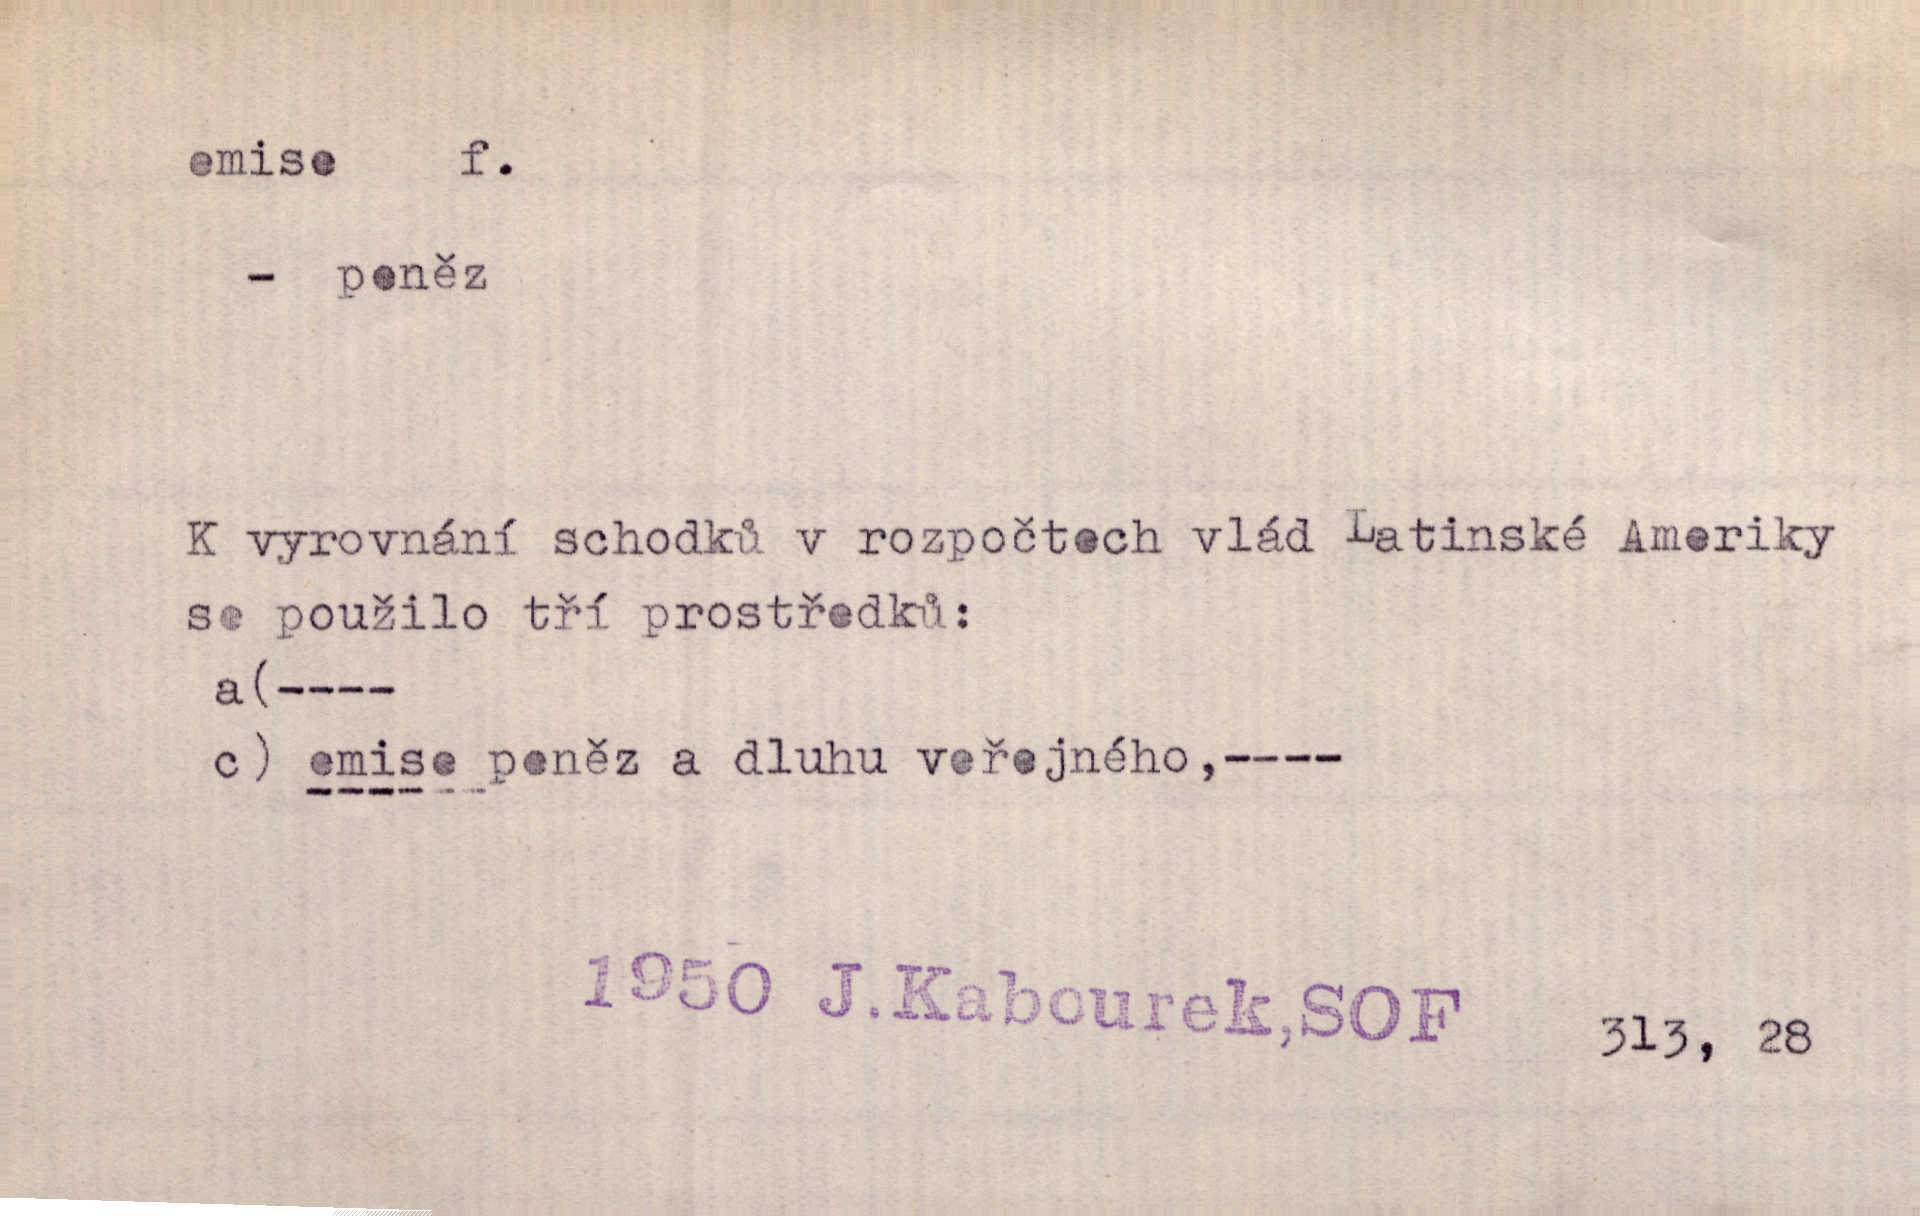 emise f.
- peněz
K vyrovnání schodků v rozpočtech vlád Latinské Ameriky
se použilo tří prostředků:
a(----
c) emise peněz a dluhu veřejného,----
1950 J.Kabourek,SOF
313, 28